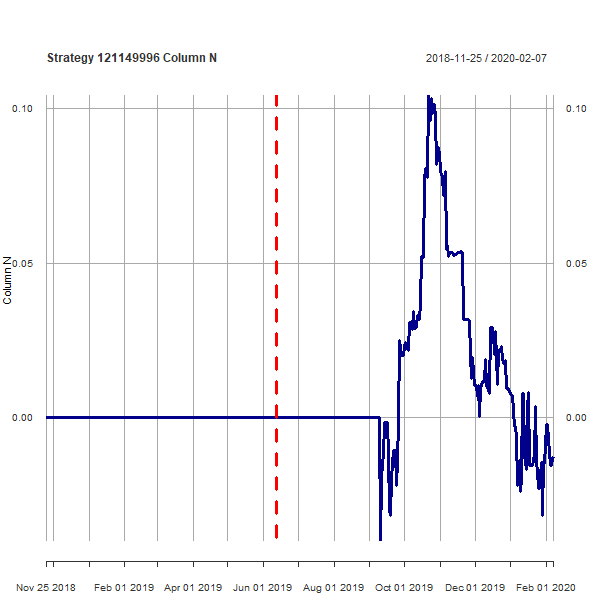 Strategy 121149996 Column N
2018-11-25 / 2020-02-07
0.10
0.10
0.05
0.05
Column N
0.00
0.00
Nov 25 2018
Feb 01 2019
Apr 01 2019
Jun 01 2019
Aug 01 2019
Oct 01 2019
Dec 01 2019
Feb 01 2020